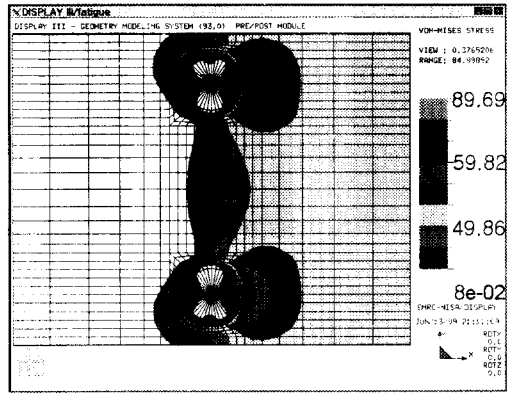 DISPLAY III/fatigue
DISPLAY III - GEOMETRY MODELING SYSTEM (93.0) PRE/POST MODULE
VON-MISES STRESS
VIEW : 0.376520
RANGE: 84.99892
89.69
59.82
49.86
8e-02
EMRC-NISA/DISPLAY
ROTX
0.0
ROTY
0.0
ROTZ
0.0
X